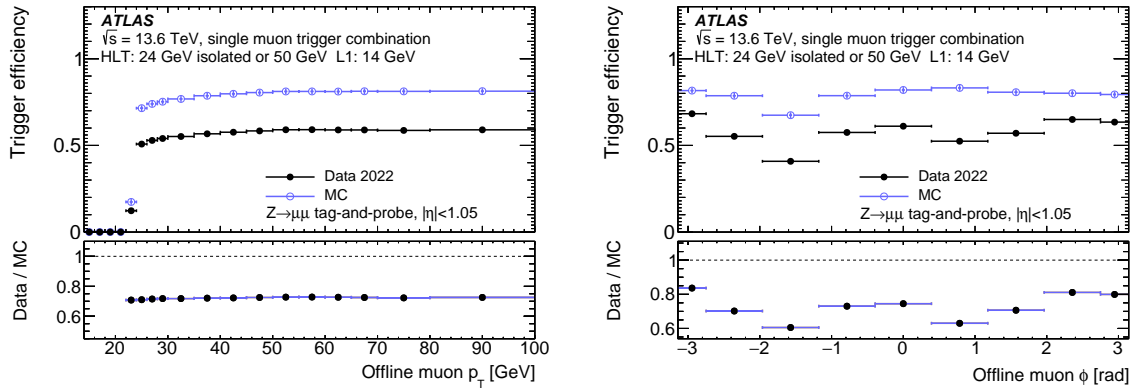 ATLAS
√s = 13.6 TeV, single muon trigger combination
HLT: 24 GeV isolated or 50 GeV L1: 14 GeV
Trigger efficiency
1
0.5
0
Data 2022
MC
Z→μμ tag-and-probe, |η|<1.05
Data / MC
1
0.8
0.6
20 30 40 50 60 70 80 90 100
Offline muon p_T [GeV]
ATLAS
√s = 13.6 TeV, single muon trigger combination
HLT: 24 GeV isolated or 50 GeV L1: 14 GeV
Trigger efficiency
1
0.5
0
Data 2022
MC
Z→μμ tag-and-probe, |η|<1.05
Data / MC
1
0.8
0.6
−3 −2 −1 0 1 2 3
Offline muon ϕ [rad]